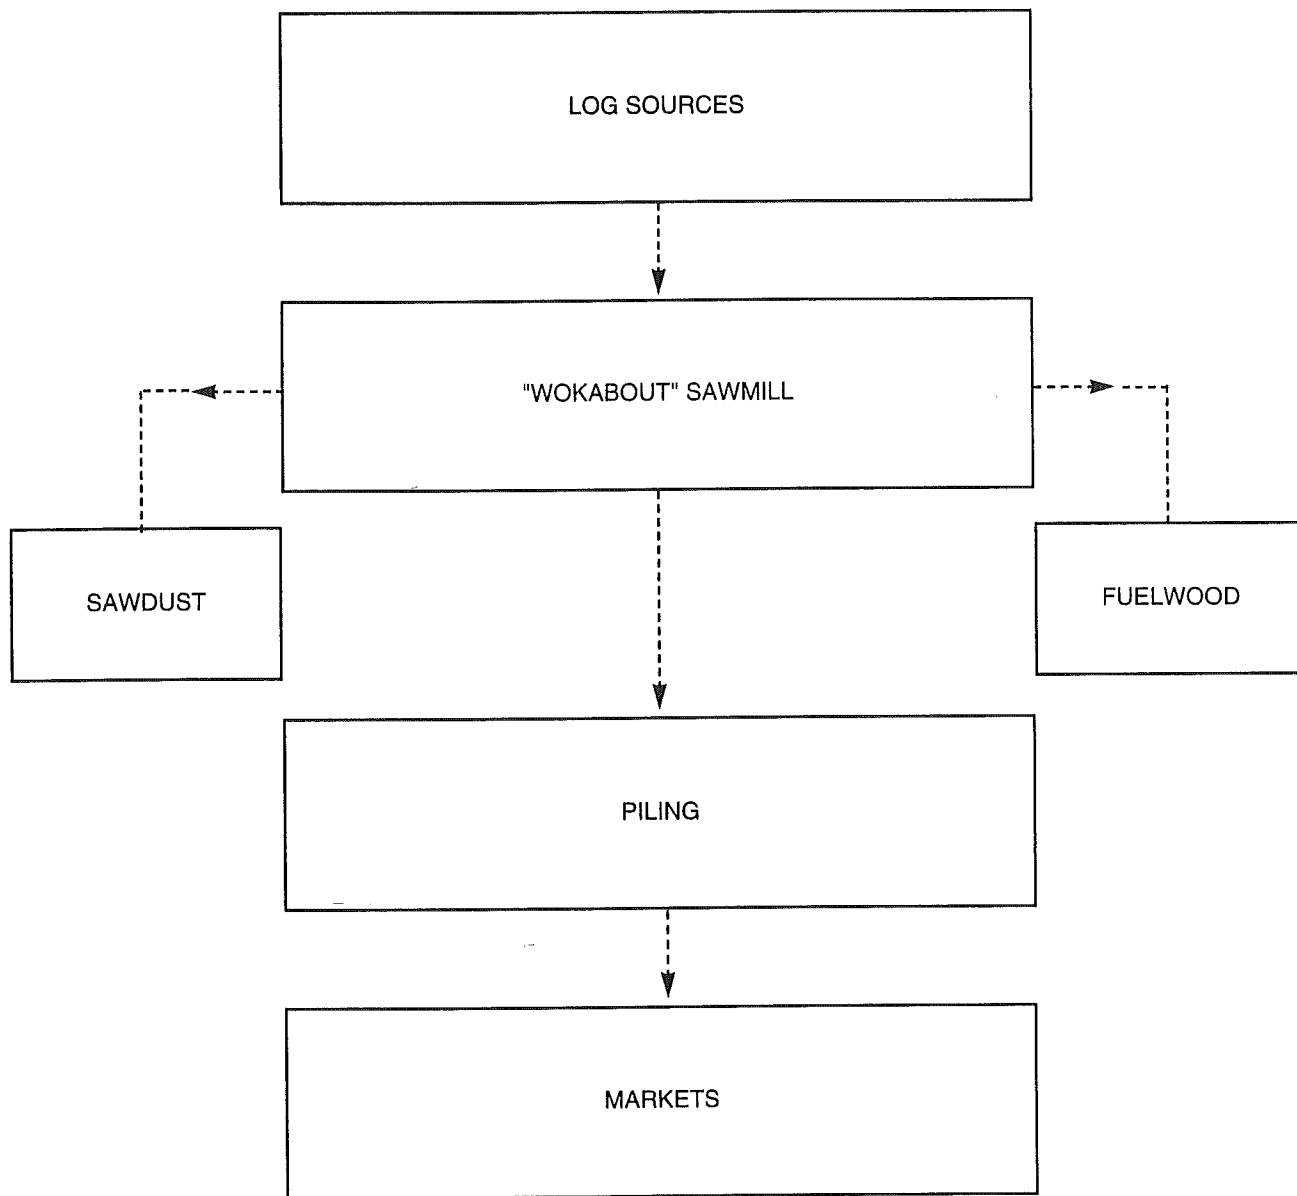 LOG SOURCES
"WOKABOUT" SAWMILL
SAWDUST
FUELWOOD
PILING
MARKETS